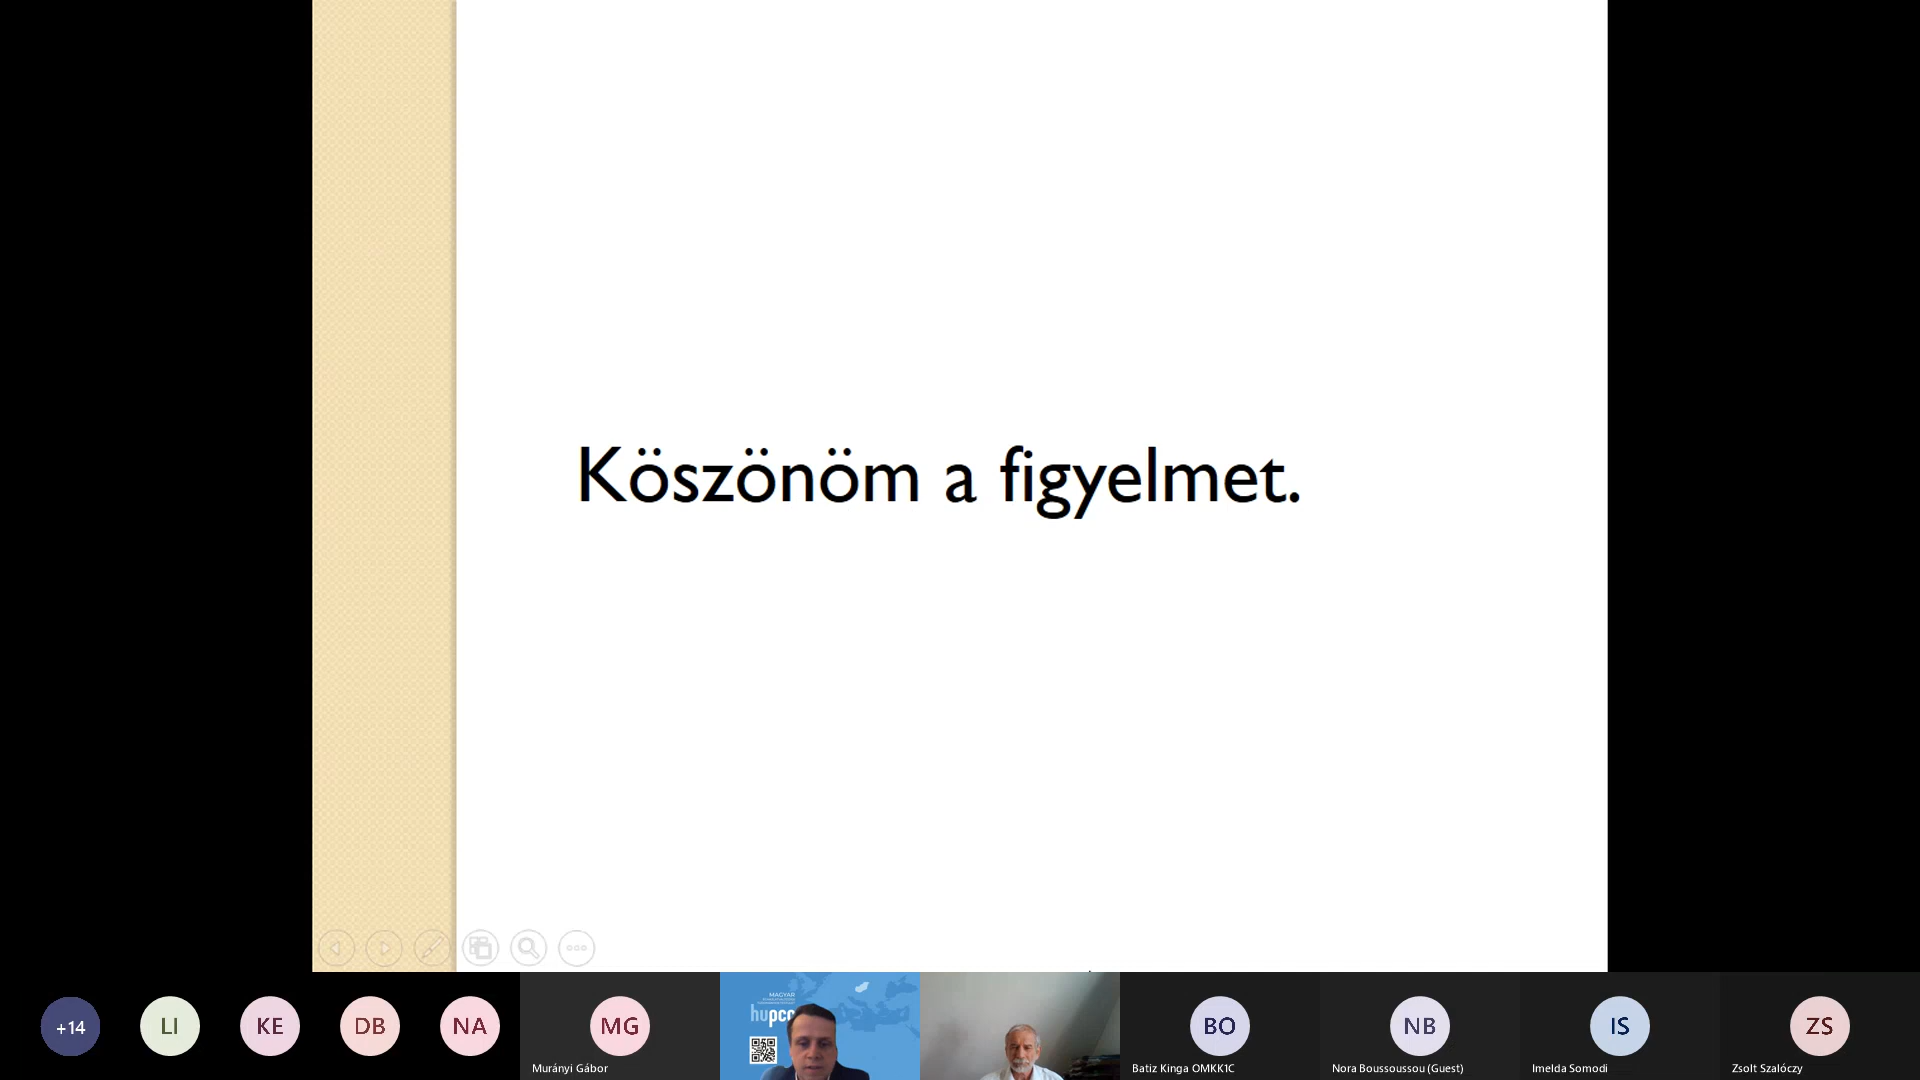 Köszönöm a figyelmet.
+14
LI
KE
DB
NA
MG
Murányi Gábor
MAGYAR
hupcc
BO
Batiz Kinga OMKK1C
NB
Nora Boussoussou (Guest)
IS
Imelda Somodi
ZS
Zsolt Szalóczy